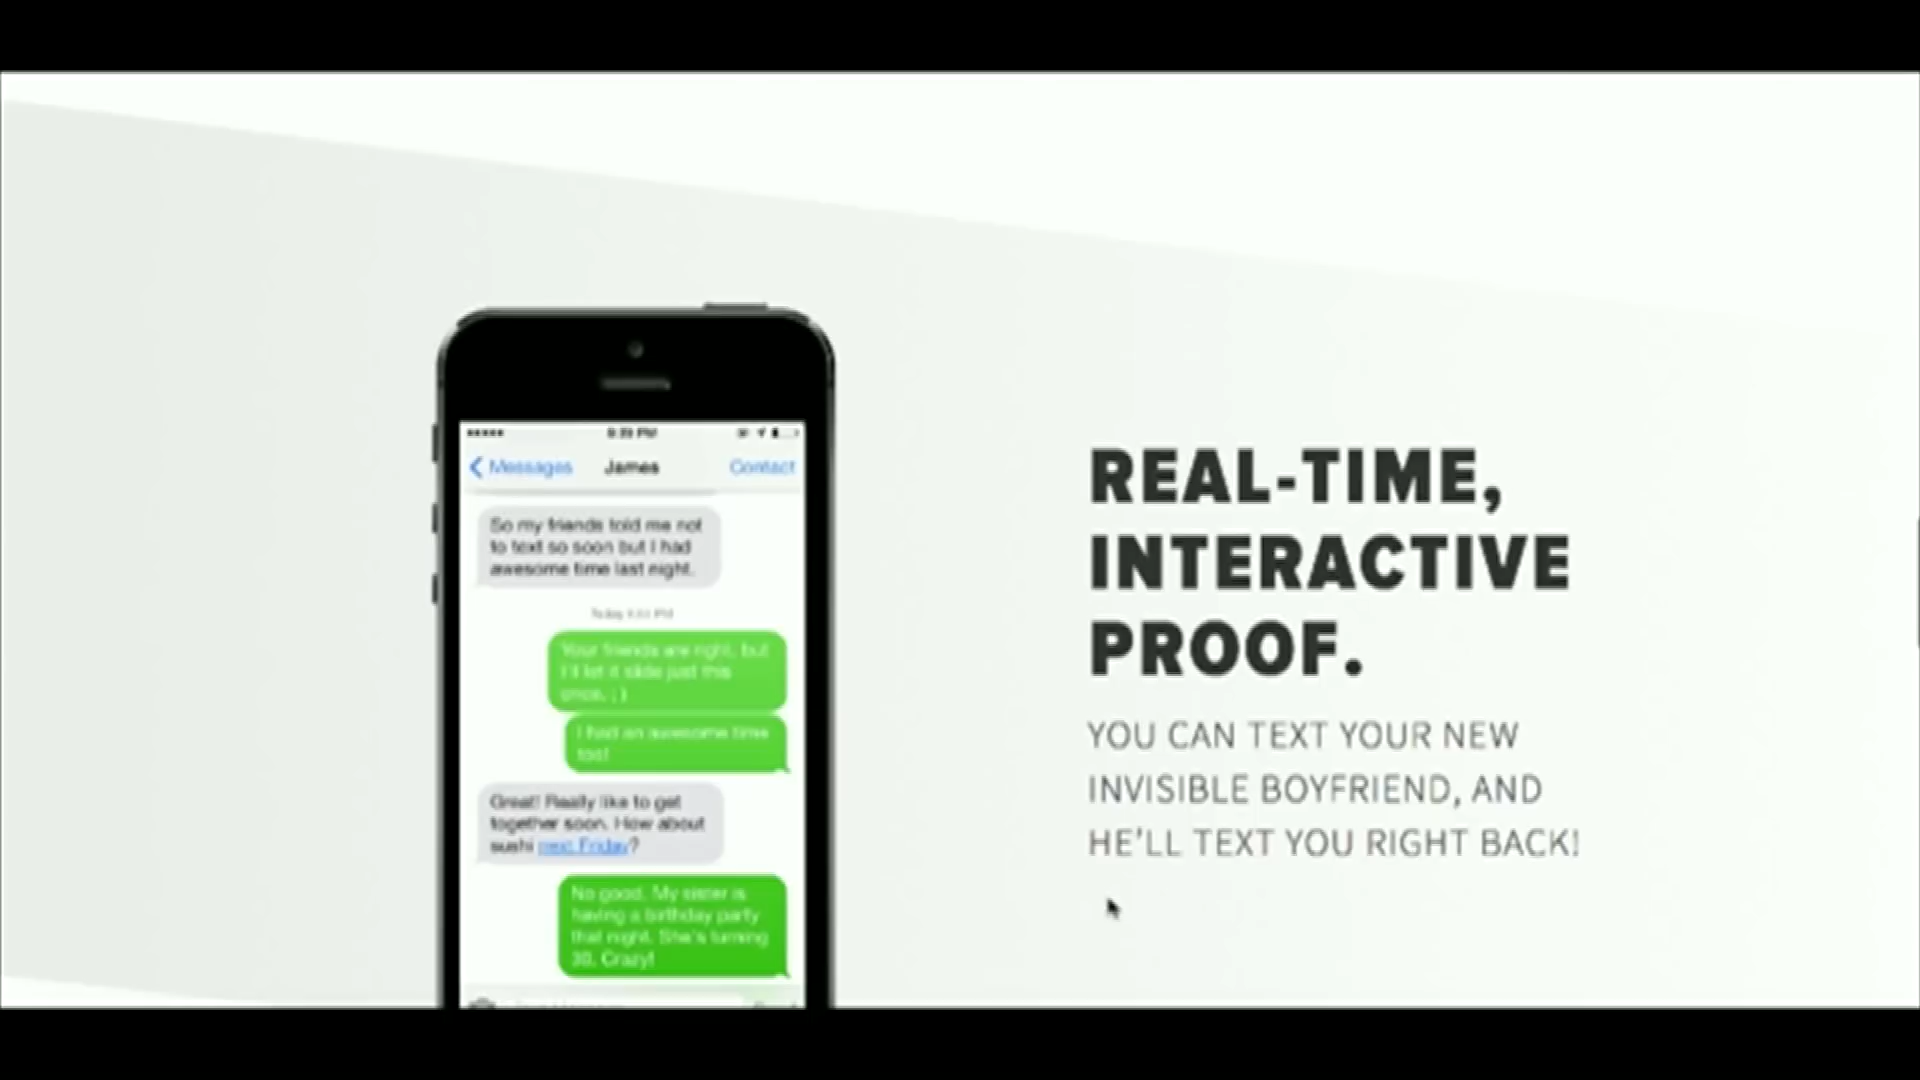 Messages James Contact
So my friends told me not
to text so soon but I had
awesome time last night.
Your friends are right, but
I'll let it slide just this
once. ;)
I had an awesome time
too!
Great! Really like to get
together soon. How about
sushi next Friday?
No good. My sister is
having a birthday party
that night. She's turning
30. Crazy!
REAL-TIME,
INTERACTIVE
PROOF.
YOU CAN TEXT YOUR NEW
INVISIBLE BOYFRIEND, AND
HE'LL TEXT YOU RIGHT BACK!